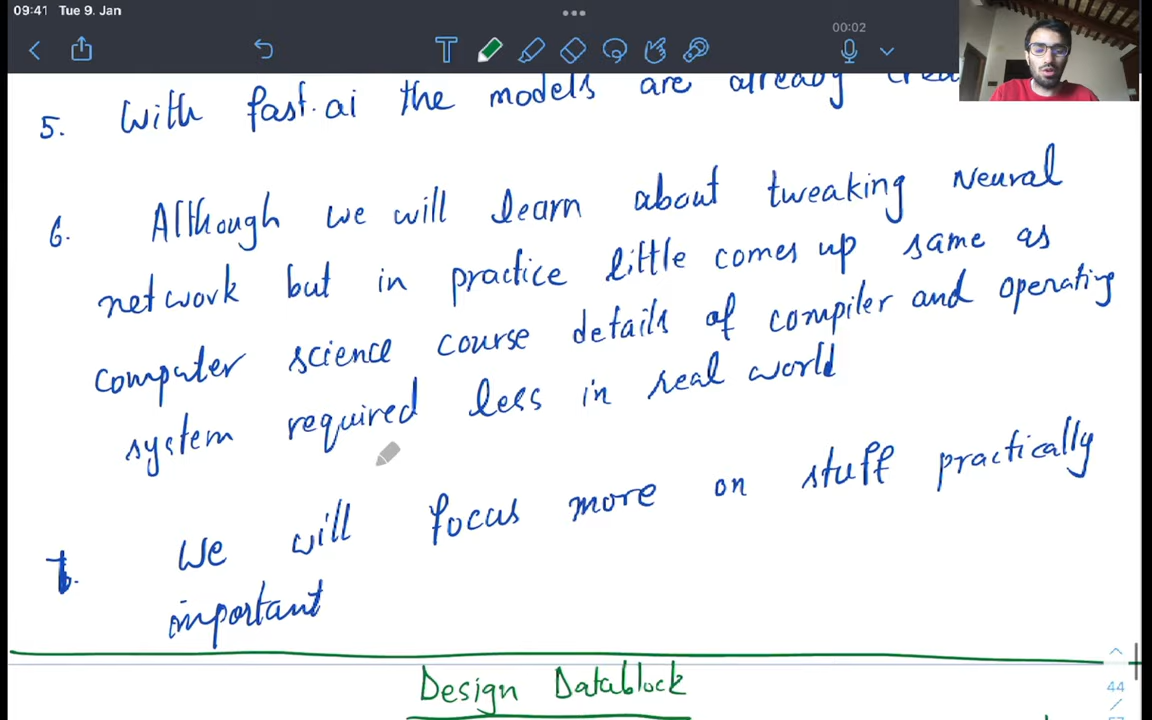 09:41 Tue 9. Jan
00:02
5. With fast.ai the models are already
6. Although we will learn about tweaking Neural
network but in practice little comes up same as
computer science course details of compiler and operating
system required less in real world
7. We will focus more on stuff practically
important
Design Datablock
44